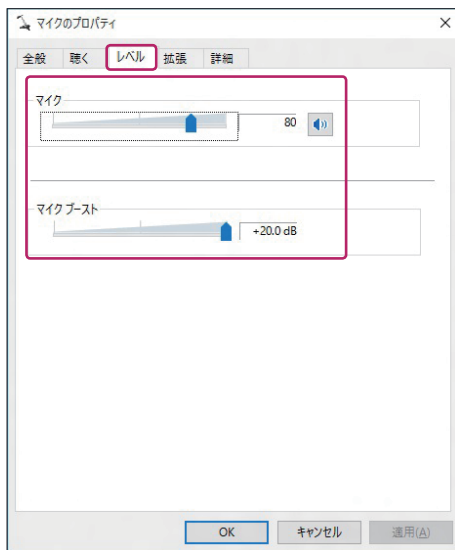 マイクのプロパティ
全般 聴く レベル 拡張 詳細
マイク
80
マイク ブースト
+20.0 dB
OK キャンセル 適用(A)